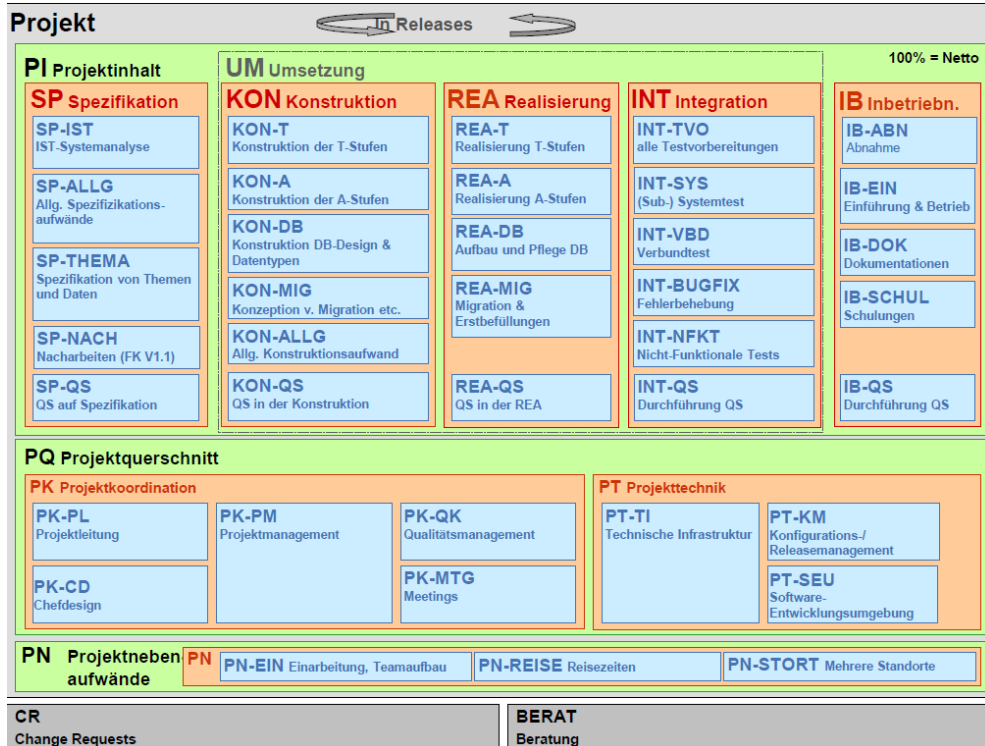 Projekt
In Releases
100% = Netto
PI Projektinhalt
UM Umsetzung
SP Spezifikation
SP-IST
IST-Systemanalyse
SP-ALLG
Allg. Spezifizikations-
aufwände
SP-THEMA
Spezifikation von Themen
und Daten
SP-NACH
Nacharbeiten (FK V1.1)
SP-QS
QS auf Spezifikation
KON Konstruktion
KON-T
Konstruktion der T-Stufen
KON-A
Konstruktion der A-Stufen
KON-DB
Konstruktion DB-Design &
Datentypen
KON-MIG
Konzeption v. Migration etc.
KON-ALLG
Allg. Konstruktionsaufwand
KON-QS
QS in der Konstruktion
REA Realisierung
REA-T
Realisierung T-Stufen
REA-A
Realisierung A-Stufen
REA-DB
Aufbau und Pflege DB
REA-MIG
Migration &
Erstbefüllungen
REA-QS
QS in der REA
INT Integration
INT-TVO
alle Testvorbereitungen
INT-SYS
(Sub-) Systemtest
INT-VBD
Verbundtest
INT-BUGFIX
Fehlerbehebung
INT-NFKT
Nicht-Funktionale Tests
INT-QS
Durchführung QS
IB Inbetriebn.
IB-ABN
Abnahme
IB-EIN
Einführung & Betrieb
IB-DOK
Dokumentationen
IB-SCHUL
Schulungen
IB-QS
Durchführung QS
PQ Projektquerschnitt
PK Projektkoordination
PK-PL
Projektleitung
PK-CD
Chefdesign
PK-PM
Projektmanagement
PK-QK
Qualitätsmanagement
PK-MTG
Meetings
PT Projekttechnik
PT-TI
Technische Infrastruktur
PT-KM
Konfigurations-/
Releasemanagement
PT-SEU
Software-
Entwicklungsumgebung
PN Projektneben
aufwände
PN
PN-EIN Einarbeitung, Teamaufbau
PN-REISE Reisezeiten
PN-STORT Mehrere Standorte
CR
Change Requests
BERAT
Beratung